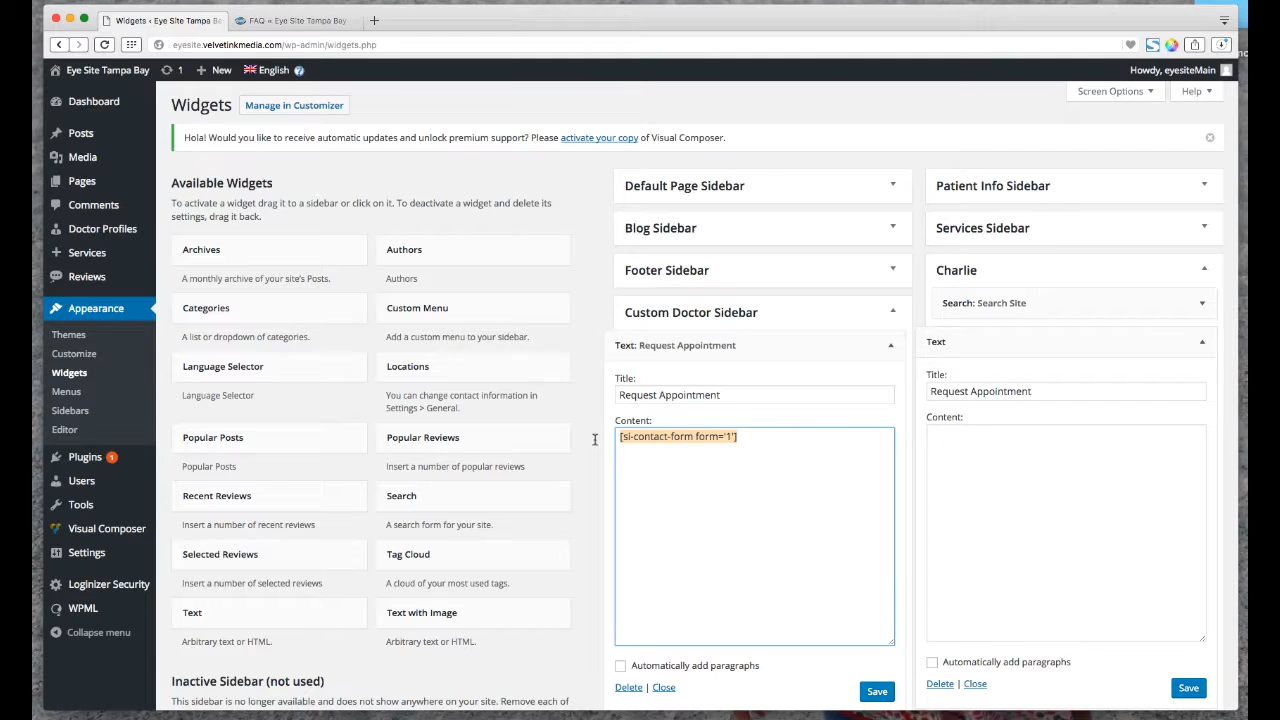 Widgets ‹ Eye Site Tampa Ba
FAQ « Eye Site Tampa Bay
eyesite.velvetinkmedia.com/wp-admin/widgets.php
Eye Site Tampa Bay
1
New
English
Howdy, eyesiteMain
Dashboard
Posts
Media
Pages
Comments
Doctor Profiles
Services
Reviews
Appearance
Themes
Customize
Widgets
Menus
Sidebars
Editor
Plugins 1
Users
Tools
Visual Composer
Settings
Loginizer Security
WPML
Collapse menu
Widgets
Manage in Customizer
Screen Options
Help
Hola! Would you like to receive automatic updates and unlock premium support? Please activate your copy of Visual Composer.
Available Widgets
To activate a widget drag it to a sidebar or click on it. To deactivate a widget and delete its
settings, drag it back.
Archives
A monthly archive of your site's Posts.
Authors
Authors
Categories
A list or dropdown of categories.
Custom Menu
Add a custom menu to your sidebar.
Language Selector
Language Selector
Locations
You can change contact information in
Settings > General.
Popular Posts
Popular Posts
Popular Reviews
Insert a number of popular reviews
Recent Reviews
Insert a number of recent reviews
Search
A search form for your site.
Selected Reviews
Insert a number of selected reviews
Tag Cloud
A cloud of your most used tags.
Text
Arbitrary text or HTML.
Text with Image
Arbitrary text or HTML.
Inactive Sidebar (not used)
This sidebar is no longer available and does not show anywhere on your site. Remove each of
Default Page Sidebar
Blog Sidebar
Footer Sidebar
Custom Doctor Sidebar
Text: Request Appointment
Title:
Request Appointment
Content:
[si-contact-form form='1']
Automatically add paragraphs
Delete | Close
Save
Patient Info Sidebar
Services Sidebar
Charlie
Search: Search Site
Text
Title:
Request Appointment
Content:
Automatically add paragraphs
Delete | Close
Save